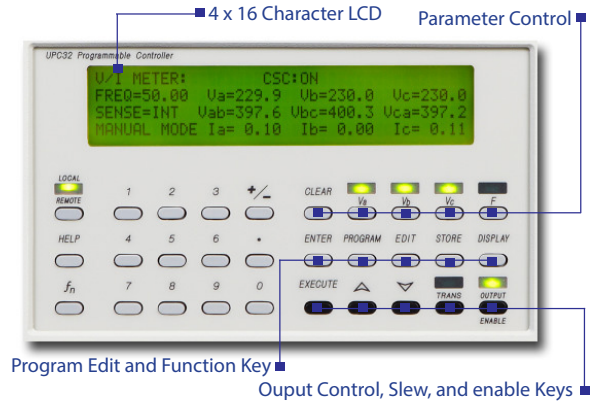 4 x 16 Character LCD
Parameter Control
UPC32 Programmable Controller
V/I METER: CSC:ON
FREQ=50.00 Va=229.9 Vb=230.0 Vc=230.0
SENSE=INT Vab=397.6 Vbc=400.3 Vca=397.2
MANUAL MODE Ia= 0.10 Ib= 0.00 Ic= 0.11
LOCAL
REMOTE
1 2 3 +/- CLEAR Va Vb Vc F
HELP 4 5 6 • ENTER PROGRAM EDIT STORE DISPLAY
fn 7 8 9 0 EXECUTE TRANS OUTPUT
ENABLE
Program Edit and Function Key
Ouput Control, Slew, and enable Keys